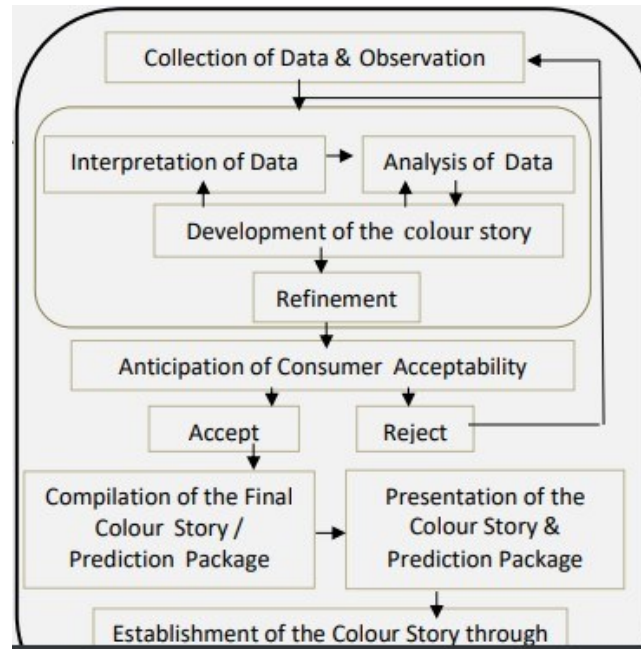 Collection of Data & Observation
Interpretation of Data
Analysis of Data
Development of the colour story
Refinement
Anticipation of Consumer Acceptability
Accept
Reject
Compilation of the Final
Colour Story /
Prediction Package
Presentation of the
Colour Story &
Prediction Package
Establishment of the Colour Story through